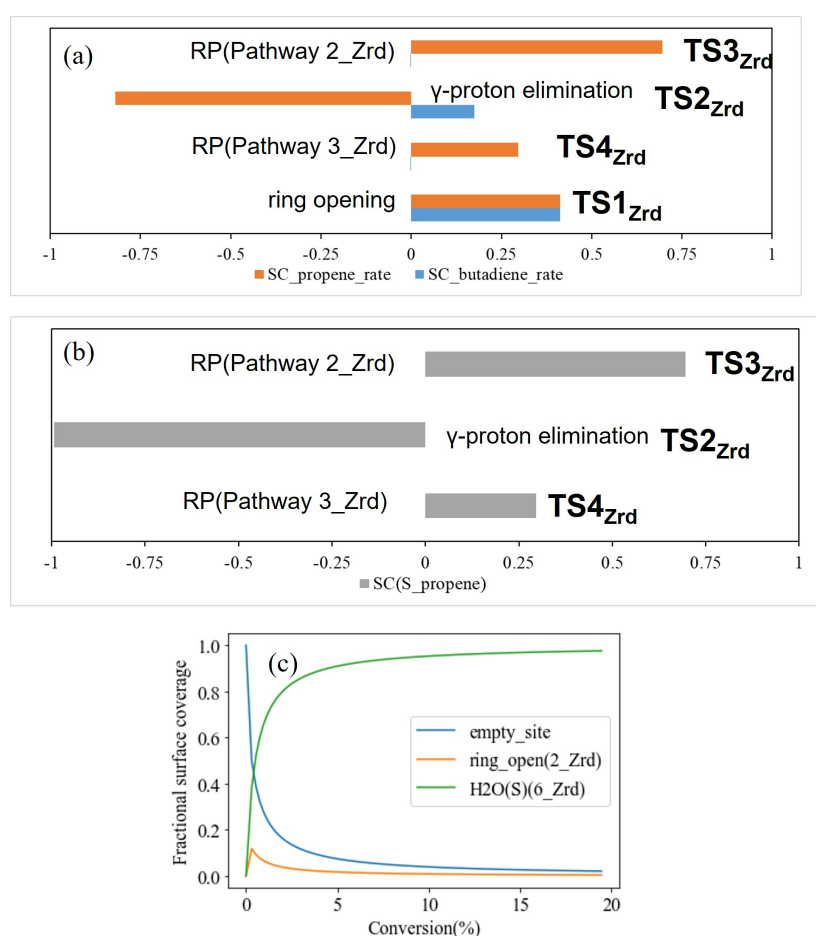 (a)
RP(Pathway 2_Zrd) TS3Zrd
γ-proton elimination TS2Zrd
RP(Pathway 3_Zrd) TS4Zrd
ring opening TS1Zrd
-1 -0.75 -0.5 -0.25 0 0.25 0.5 0.75 1
SC_propene_rate SC_butadiene_rate
(b)
RP(Pathway 2_Zrd) TS3Zrd
γ-proton elimination TS2Zrd
RP(Pathway 3_Zrd) TS4Zrd
-1 -0.75 -0.5 -0.25 0 0.25 0.5 0.75 1
SC(S_propene)
(c)
Fractional surface coverage
1.0
0.8
0.6
0.4
0.2
0.0
empty_site
ring_open(2_Zrd)
H2O(S)(6_Zrd)
0 5 10 15 20
Conversion(%)